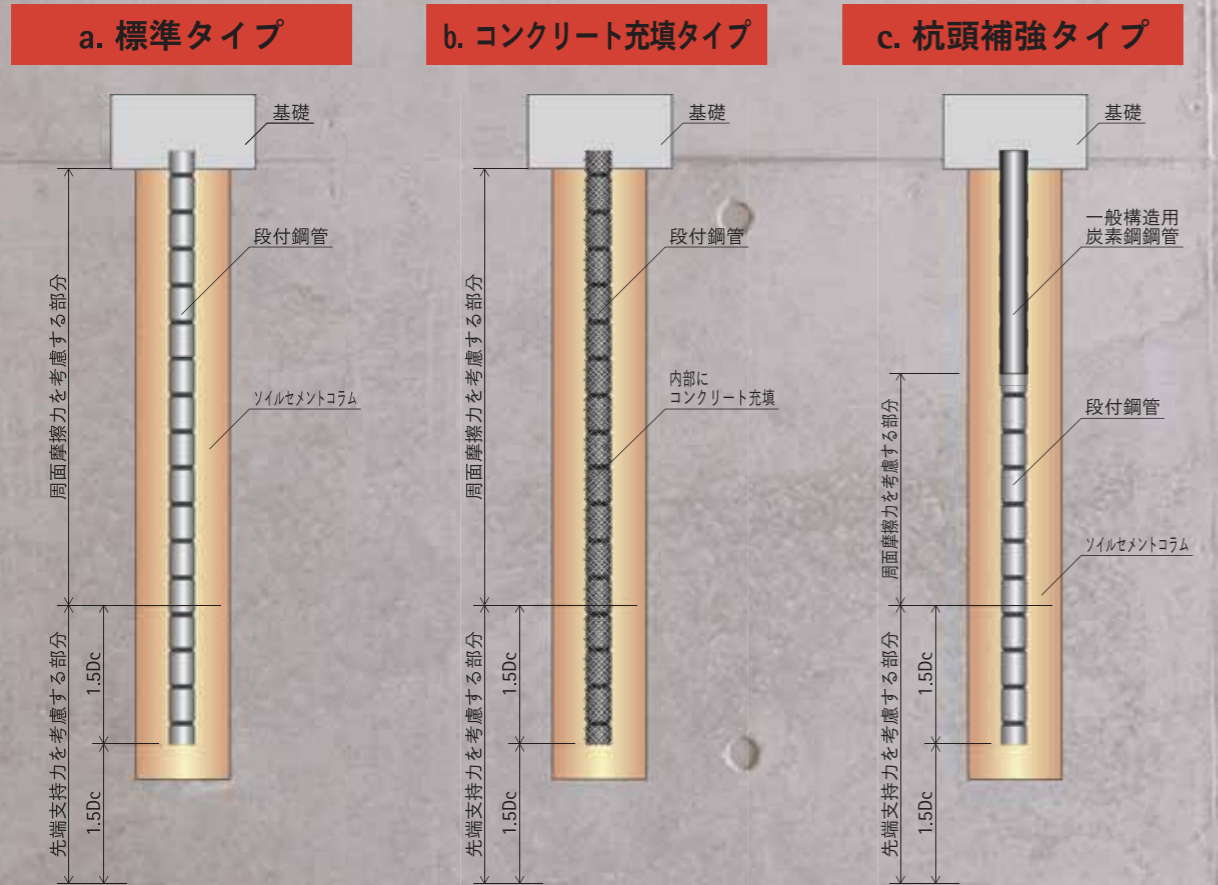 a. 標準タイプ
基礎
段付鋼管
ソイルセメントコラム
周面摩擦力を考慮する部分
先端支持力を考慮する部分
1.5Dc
1.5Dc
b. コンクリート充填タイプ
基礎
段付鋼管
内部に
コンクリート充填
周面摩擦力を考慮する部分
先端支持力を考慮する部分
1.5Dc
1.5Dc
c. 杭頭補強タイプ
基礎
一般構造用
炭素鋼鋼管
段付鋼管
ソイルセメントコラム
周面摩擦力を考慮する部分
先端支持力を考慮する部分
1.5Dc
1.5Dc